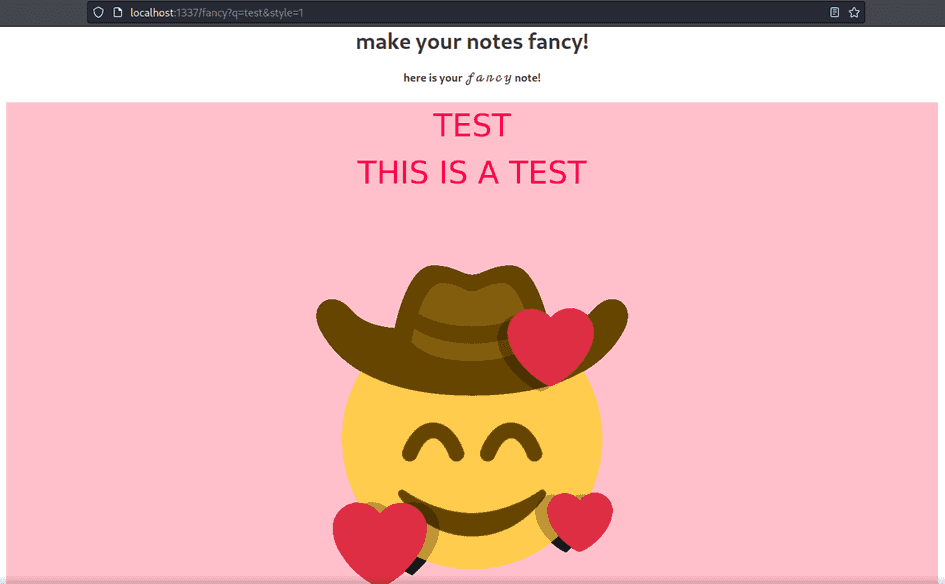 localhost:1337/fancy?q=test&style=1
make your notes fancy!
here is your 𝒻𝒶𝓃𝒸𝓎 note!
TEST
THIS IS A TEST